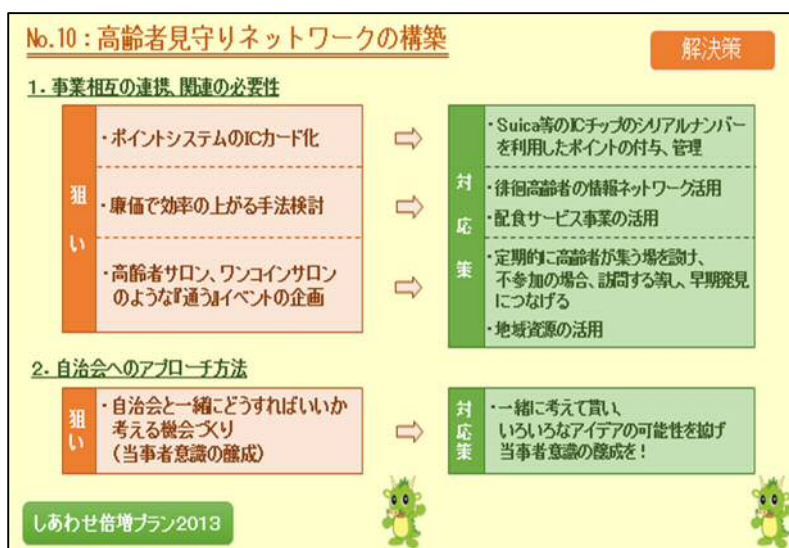 No.10：高齢者見守りネットワークの構築
解決策
1．事業相互の連携、関連の必要性
狙い
・ポイントシステムのICカード化
・廉価で効率の上がる手法検討
・高齢者サロン、ワンコインサロン
のような『通う』イベントの企画
対応策
・Suica等のICチップのシリアルナンバー
を利用したポイントの付与、管理
・徘徊高齢者の情報ネットワーク活用
・配食サービス事業の活用
・定期的に高齢者が集う場を設け、
不参加の場合、訪問する等し、早期発見
につなげる
・地域資源の活用
2．自治会へのアプローチ方法
狙い
・自治会と一緒にどうすればいいか
考える機会づくり
（当事者意識の醸成）
対応策
・一緒に考えて貰い、
いろいろなアイデアの可能性を拡げ
当事者意識の醸成を！
しあわせ倍増プラン2013